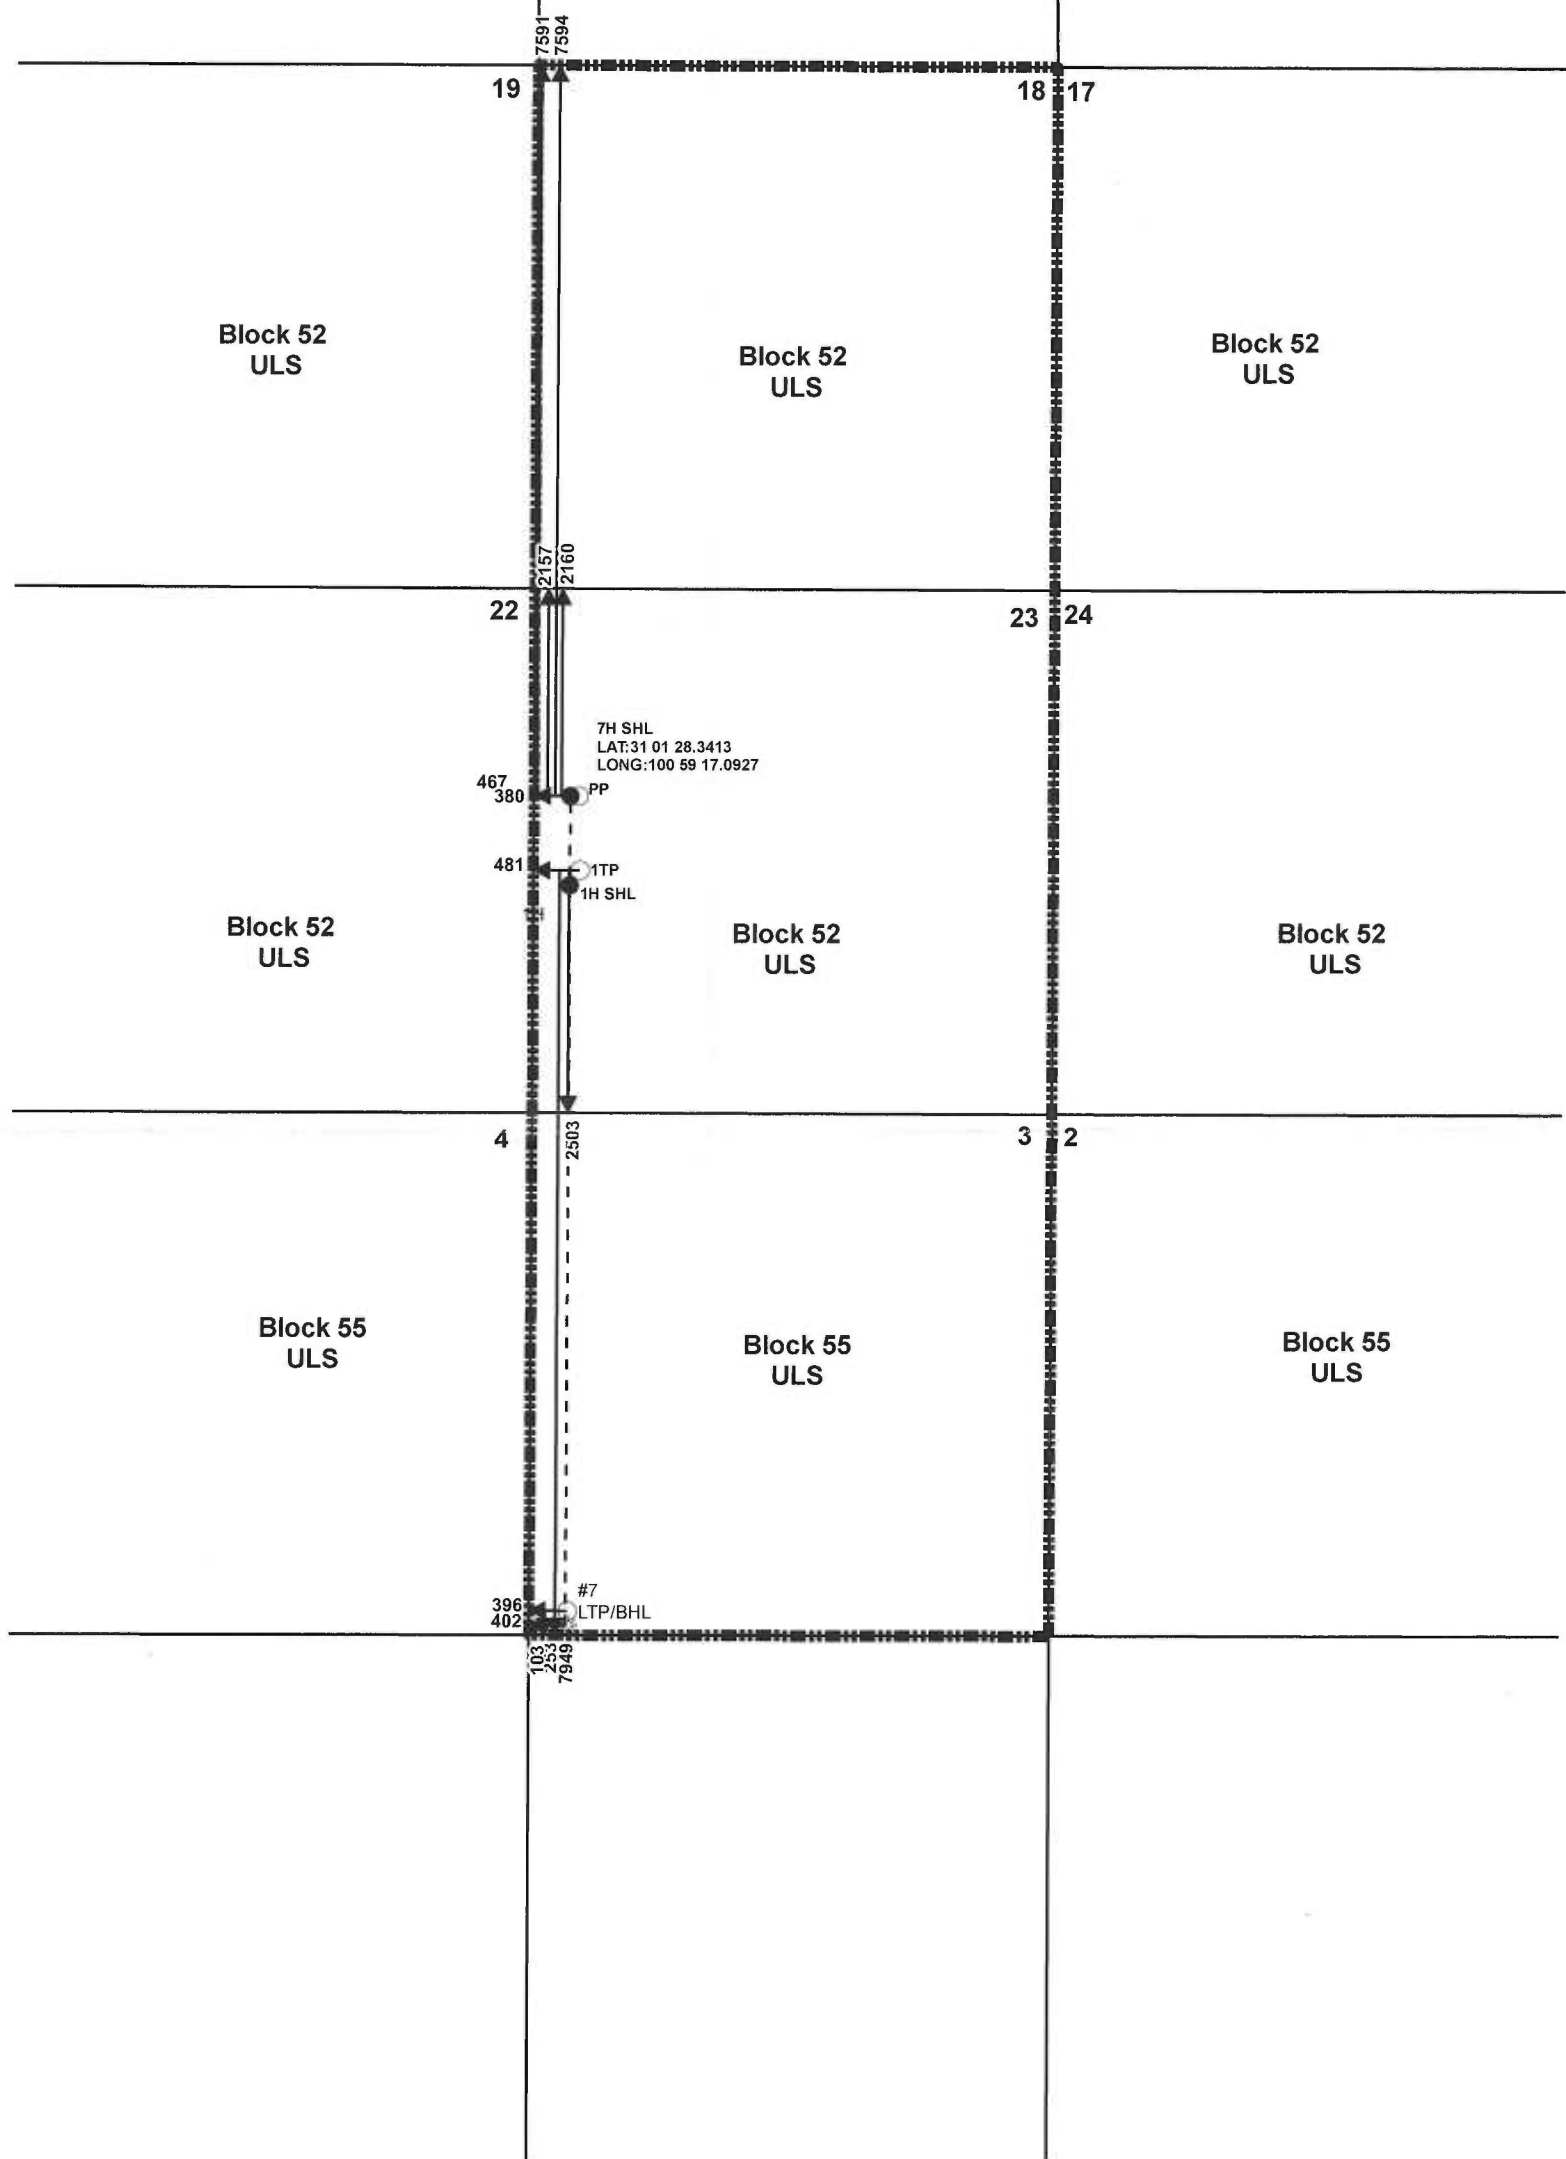 7591
7594
19
18
17
Block 52
ULS
Block 52
ULS
Block 52
ULS
2157
2160
22
23
24
7H SHL
LAT:31 01 28.3413
LONG:100 59 17.0927
467
380
PP
481
1TP
1H SHL
Block 52
ULS
Block 52
ULS
Block 52
ULS
4
2503
3
2
Block 55
ULS
Block 55
ULS
Block 55
ULS
#7
396
LTP/BHL
402
103
253
7949